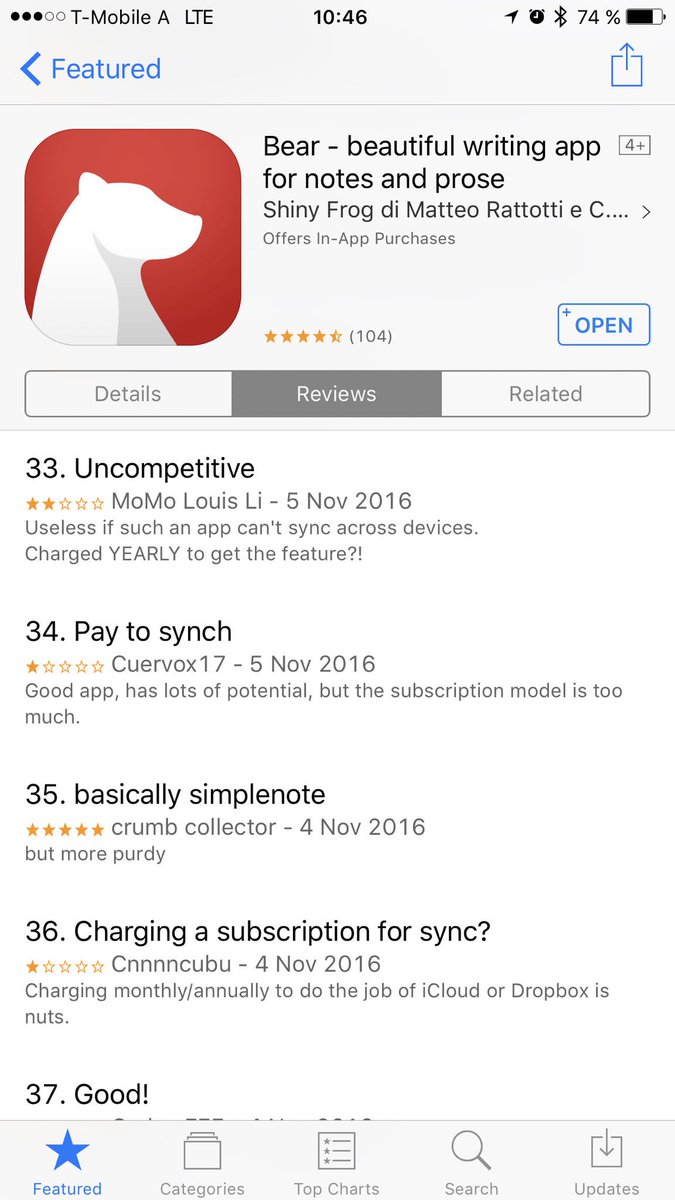 T-Mobile A LTE 10:46 74 %
Featured
Bear - beautiful writing app 4+
for notes and prose
Shiny Frog di Matteo Rattotti e C....
Offers In-App Purchases
(104)
+ OPEN
Details Reviews Related
33. Uncompetitive
MoMo Louis Li - 5 Nov 2016
Useless if such an app can't sync across devices.
Charged YEARLY to get the feature?!
34. Pay to synch
Cuervox17 - 5 Nov 2016
Good app, has lots of potential, but the subscription model is too
much.
35. basically simplenote
crumb collector - 4 Nov 2016
but more purdy
36. Charging a subscription for sync?
Cnnnncubu - 4 Nov 2016
Charging monthly/annually to do the job of iCloud or Dropbox is
nuts.
37. Good!
Featured Categories Top Charts Search Updates